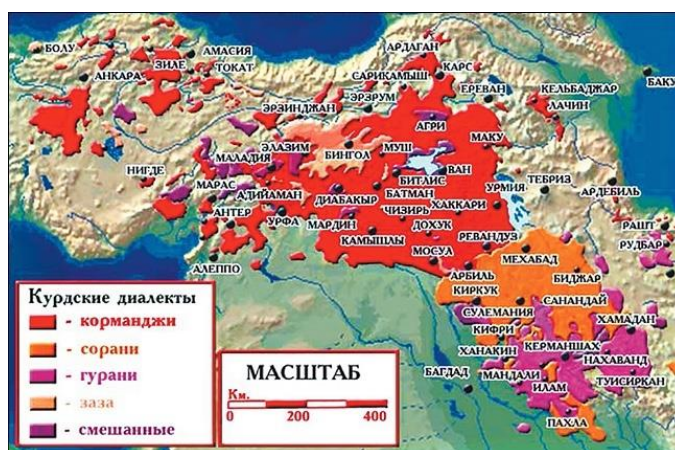 БОЛУ
АМАСИЯ
АРДАГАН
ЗИЛЕ
КАРС
ТОКАТ
БАКУ
АНКАРА
САРИКАМЫШ
КЕЛЬБАДЖАР
ЕРЕВАН
ЭРЗРУМ
ЛАЧИН
ЭРЗИНДЖАН
АГРИ
МАКУ
ЭЛАЗИМ
БИНГОЛ
МУШ
МАЛАДИЯ
ВАН
ТЕБРИЗ
НИГДЕ
БИТЛИС
АРДЕБИЛЬ
МАРАС
УРМИЯ
АДИЙАМАН
БАТМАН
ДИАБАКЫР
ХАККАРИ
РАШТ
АНТЕР
ЧИЗИРЬ
УРФА
МАРДИН
ДОХУК
РУДБАР
КАМЫШЛЫ
РЕВАНДУЗ
МЕХАБАД
МОСУЛ
АЛЕППО
АРБИЛЬ
БИДЖАР
КИРКУК
САНАНДАЙ
СУЛЕМАНИЯ
ХАМАДАН
КИФРИ
КЕРМАНШАХ
ХАНАКИН
НАХАВАНД
БАГДАД
МАНДАЛИ
ТУИСИРКАН
ИЛАМ
ПАХЛА
Курдские диалекты
- корманджи
- сорани
- гурани
- заза
- смешанные
МАСШТАБ
Км.
0 200 400